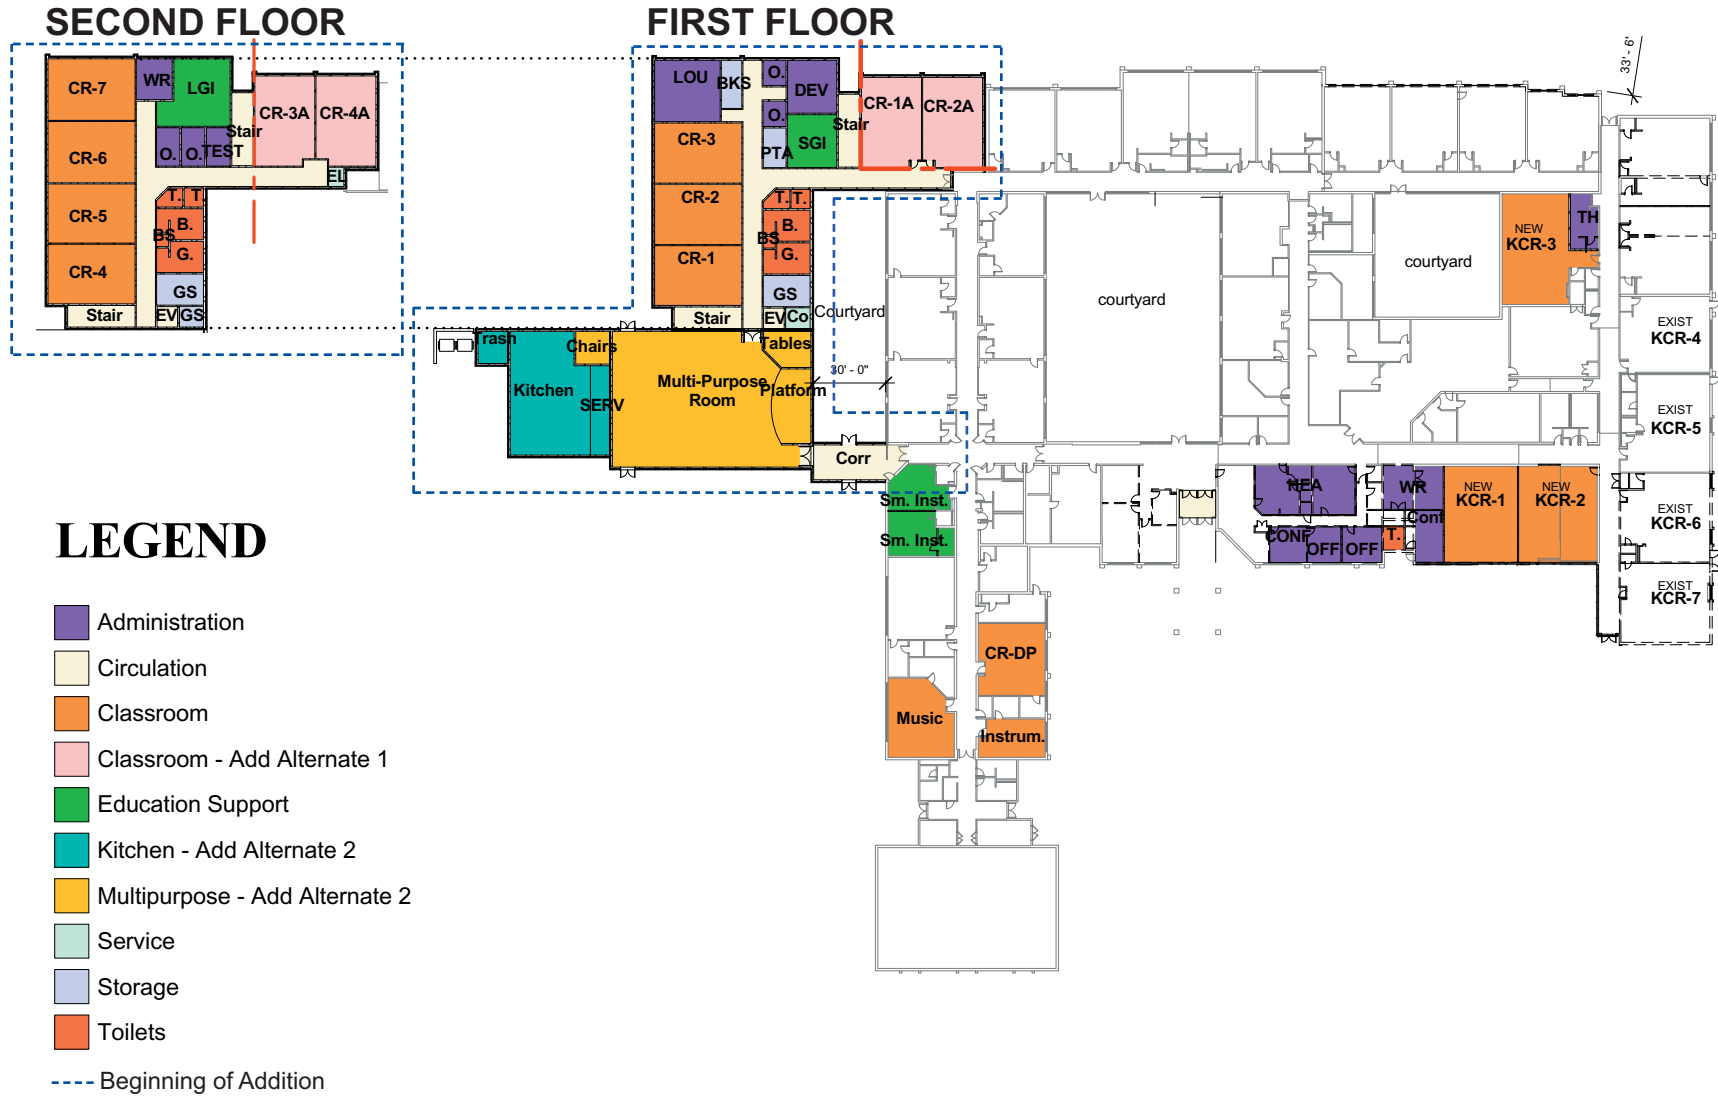 SECOND FLOOR
FIRST FLOOR
33' - 6'
CR-7
WR
LGI
CR-3A
CR-4A
Stair
CR-6
O.
O.
TEST
EL
CR-5
T.
T
B.
BS
G.
CR-4
GS
Stair
EV
GS
LOU
BKS
O.
DEV
CR-1A
CR-2A
O.
Stair
CR-3
PTA
SGI
CR-2
T.
T.
B.
BS
G.
CR-1
GS
Stair
EV
Co
Courtyard
courtyard
courtyard
NEW
KCR-3
TH
EXIST
KCR-4
EXIST
KCR-5
EXIST
KCR-6
EXIST
KCR-7
Trash
Chairs
Tables
Kitchen
SERV
Multi-Purpose
Room
Platform
30' - 0"
Corr
Sm. Inst.
Sm. Inst.
HEA
WR
Conf
NEW
KCR-1
NEW
KCR-2
CONF
OFF
OFF
T.
CR-DP
Music
Instrum.
LEGEND
Administration
Circulation
Classroom
Classroom - Add Alternate 1
Education Support
Kitchen - Add Alternate 2
Multipurpose - Add Alternate 2
Service
Storage
Toilets
Beginning of Addition